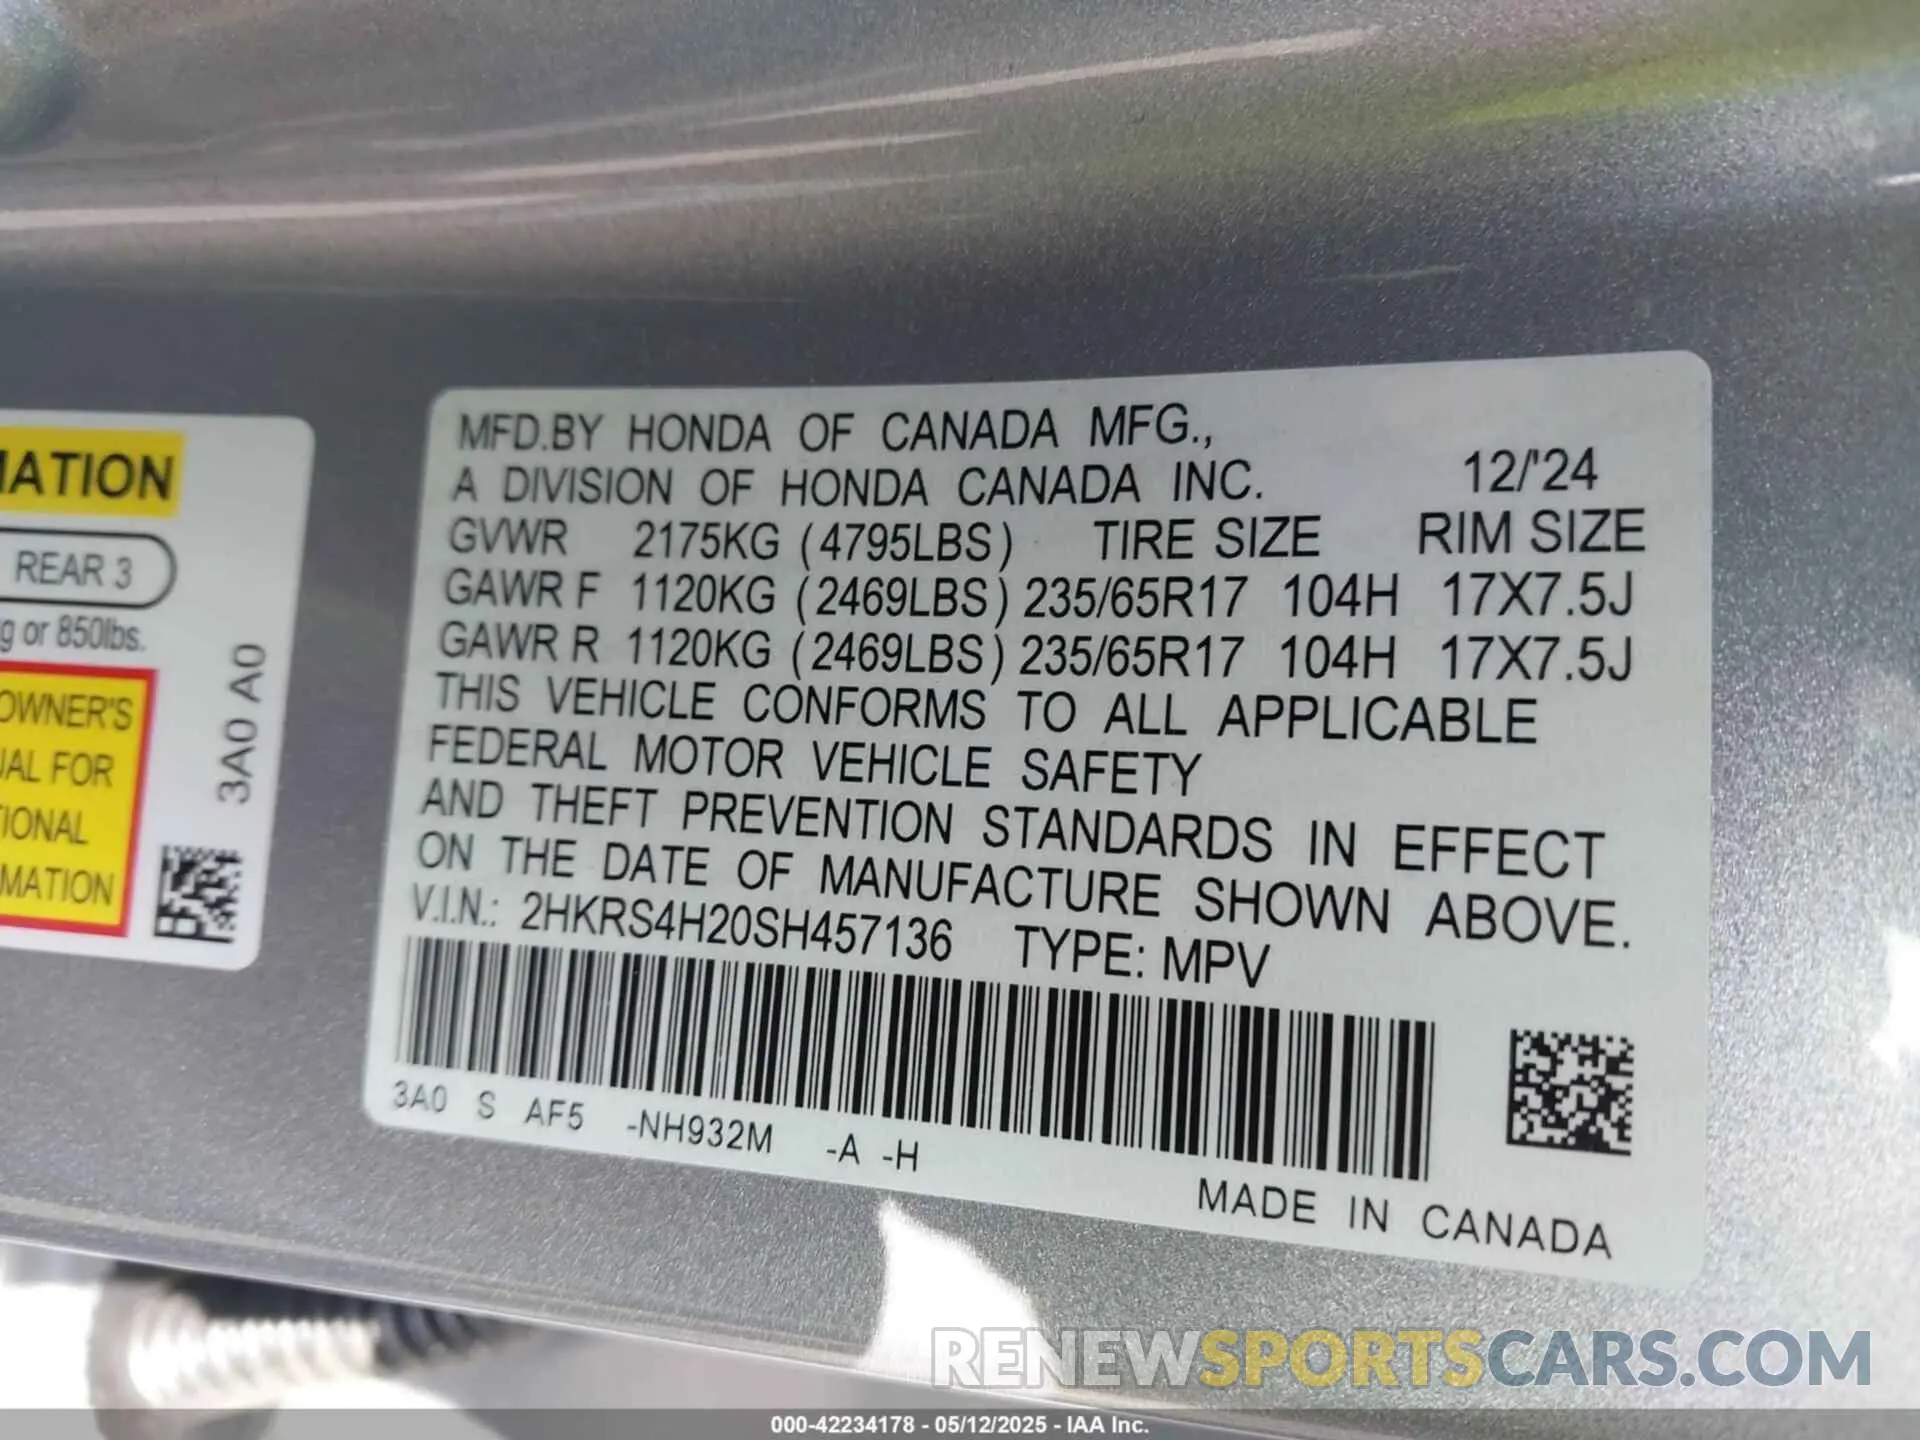 MATION
REAR 3
g or 850lbs.
OWNER'S
UAL FOR
TIONAL
RMATION
3A0 A0
MFD.BY HONDA OF CANADA MFG.,
A DIVISION OF HONDA CANADA INC. 12/'24
GVWR 2175KG (4795LBS) TIRE SIZE RIM SIZE
GAWR F 1120KG (2469LBS) 235/65R17 104H 17X7.5J
GAWR R 1120KG (2469LBS) 235/65R17 104H 17X7.5J
THIS VEHICLE CONFORMS TO ALL APPLICABLE
FEDERAL MOTOR VEHICLE SAFETY
AND THEFT PREVENTION STANDARDS IN EFFECT
ON THE DATE OF MANUFACTURE SHOWN ABOVE.
V.I.N.: 2HKRS4H20SH457136 TYPE: MPV
3A0 S AF5 -NH932M -A -H
MADE IN CANADA
RENEWSPORTSCARS.COM
000-42234178 - 05/12/2025 - IAA Inc.